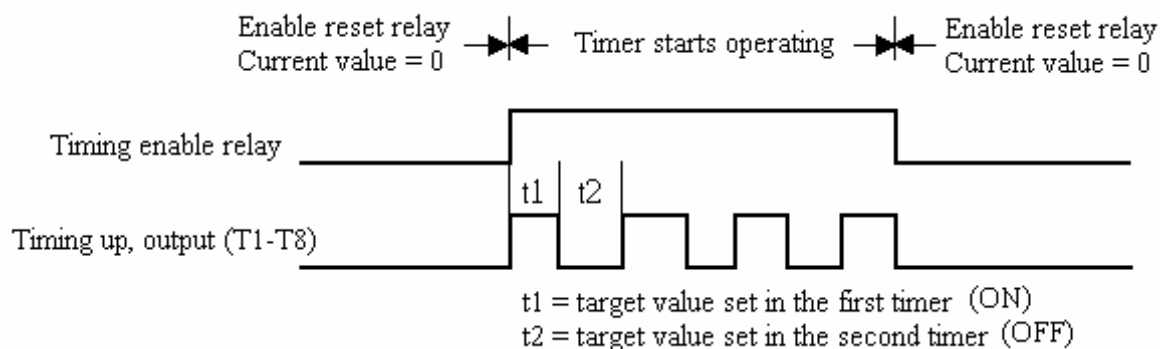 Enable reset relay
Current value = 0
Timer starts operating
Enable reset relay
Current value = 0
Timing enable relay
t1
t2
Timing up, output (T1-T8)
t1 = target value set in the first timer (ON)
t2 = target value set in the second timer (OFF)